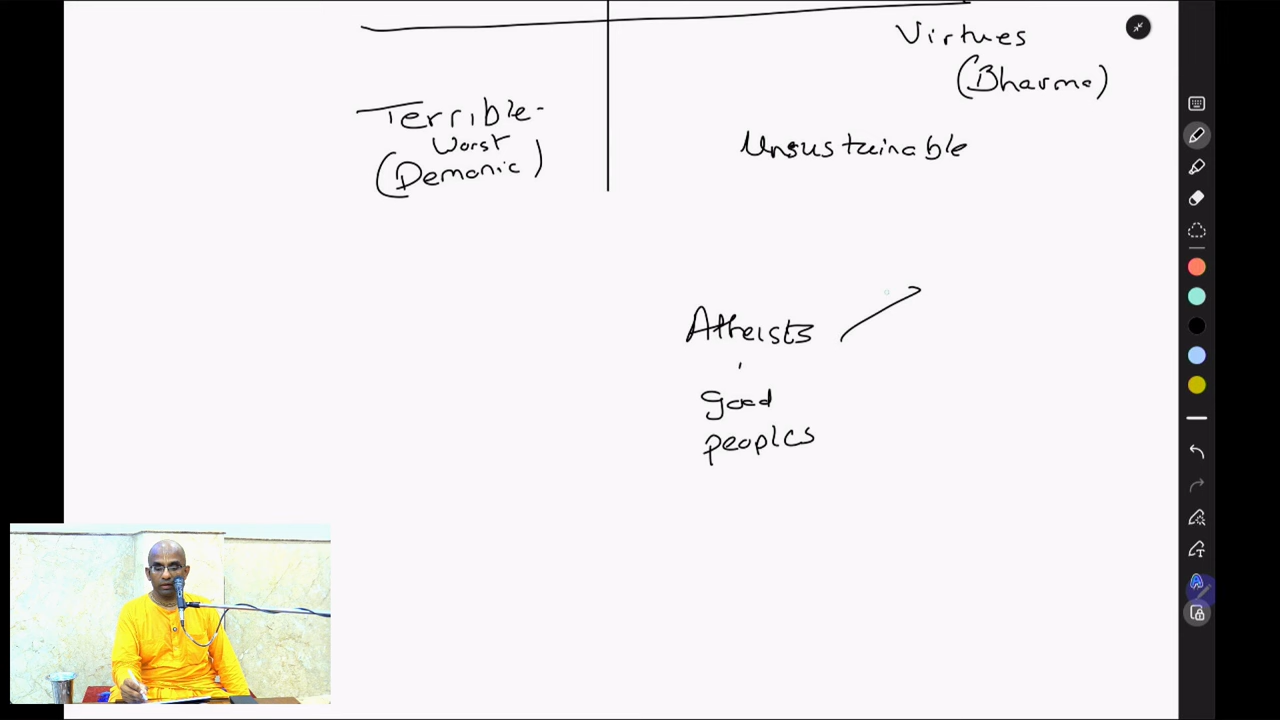 Virtues
(Dharma)
Terrible-
Worst
(Demonic)
Unsustainable
Atheists
good
peoples